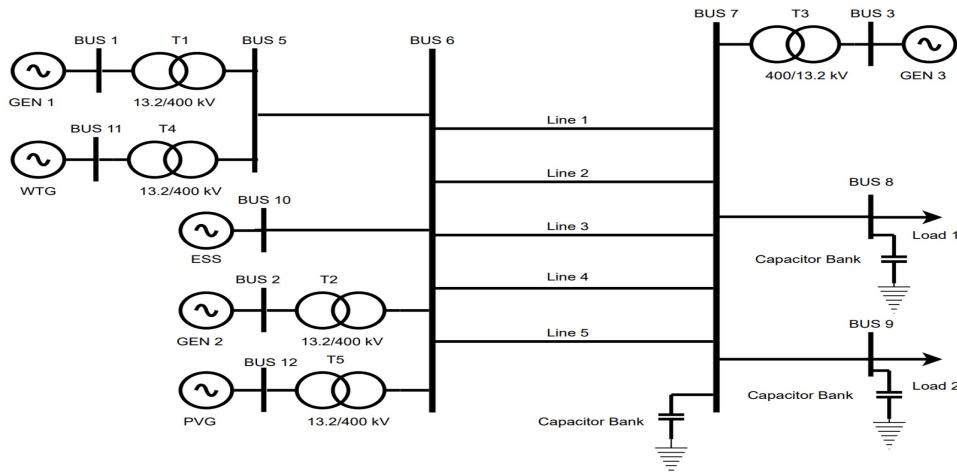 BUS 1
T1
BUS 5
BUS 6
BUS 7
T3
BUS 3
GEN 1
13.2/400 kV
400/13.2 kV
GEN 3
BUS 11
T4
Line 1
WTG
13.2/400 kV
Line 2
BUS 10
BUS 8
ESS
Line 3
Load 1
Capacitor Bank
BUS 2
T2
Line 4
GEN 2
13.2/400 kV
Line 5
BUS 9
BUS 12
T5
Load 2
Capacitor Bank
PVG
13.2/400 kV
Capacitor Bank